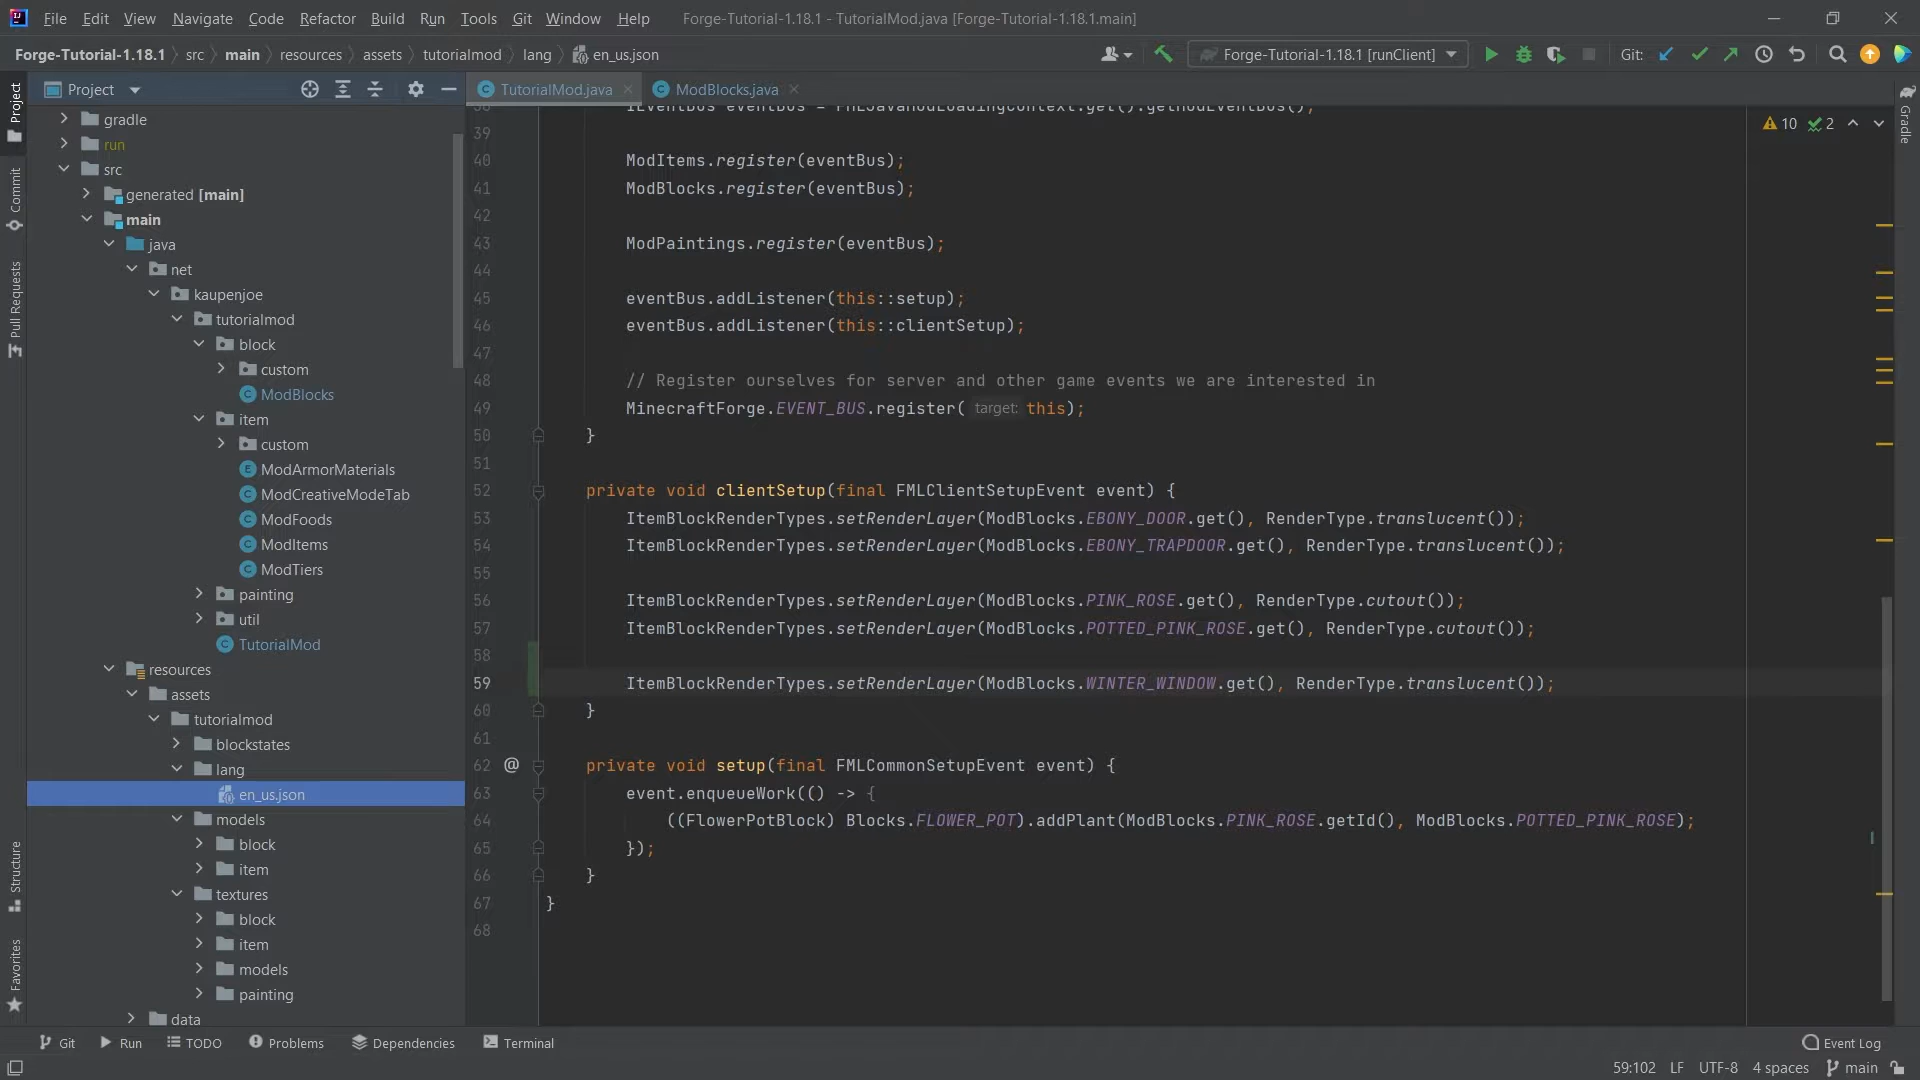 File Edit View Navigate Code Refactor Build Run Tools Git Window Help Forge-Tutorial-1.18.1 - TutorialMod.java [Forge-Tutorial-1.18.1.main]
Forge-Tutorial-1.18.1 src main resources assets tutorialmod lang en_us.json Forge-Tutorial-1.18.1 [runClient] Git:
Project TutorialMod.java ModBlocks.java
Project
Commit
Pull Requests
Structure
Favorites
Gradle
gradle
run
src
generated [main]
main
java
net
kaupenjoe
tutorialmod
block
custom
ModBlocks
item
custom
ModArmorMaterials
ModCreativeModeTab
ModFoods
ModItems
ModTiers
painting
util
TutorialMod
resources
assets
tutorialmod
blockstates
lang
en_us.json
models
block
item
textures
block
item
models
painting
data
10 2
38 IEventBus eventBus = FMLJavaModLoadingContext.get().getModEventBus();
39
40 ModItems.register(eventBus);
41 ModBlocks.register(eventBus);
42
43 ModPaintings.register(eventBus);
44
45 eventBus.addListener(this::setup);
46 eventBus.addListener(this::clientSetup);
47
48 // Register ourselves for server and other game events we are interested in
49 MinecraftForge.EVENT_BUS.register( target: this);
50 }
51
52 private void clientSetup(final FMLClientSetupEvent event) {
53 ItemBlockRenderTypes.setRenderLayer(ModBlocks.EBONY_DOOR.get(), RenderType.translucent());
54 ItemBlockRenderTypes.setRenderLayer(ModBlocks.EBONY_TRAPDOOR.get(), RenderType.translucent());
55
56 ItemBlockRenderTypes.setRenderLayer(ModBlocks.PINK_ROSE.get(), RenderType.cutout());
57 ItemBlockRenderTypes.setRenderLayer(ModBlocks.POTTED_PINK_ROSE.get(), RenderType.cutout());
58
59 ItemBlockRenderTypes.setRenderLayer(ModBlocks.WINTER_WINDOW.get(), RenderType.translucent());
60 }
61
62 @ private void setup(final FMLCommonSetupEvent event) {
63 event.enqueueWork(() -> {
64 ((FlowerPotBlock) Blocks.FLOWER_POT).addPlant(ModBlocks.PINK_ROSE.getId(), ModBlocks.POTTED_PINK_ROSE);
65 });
66 }
67 }
68
Git Run TODO Problems Dependencies Terminal Event Log
59:102 LF UTF-8 4 spaces main